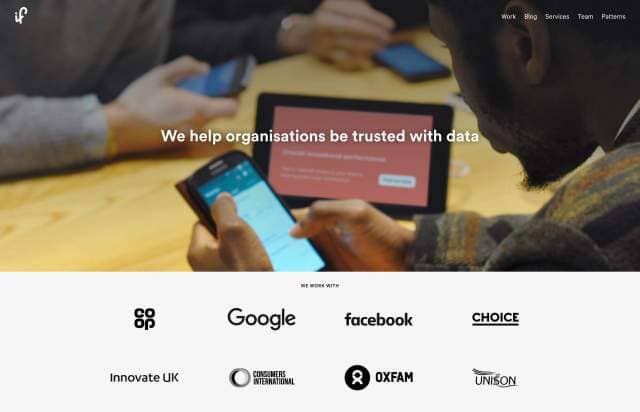 if
Work Blog Services Team Patterns
We help organisations be trusted with data
WE WORK WITH
CO
OP
Google
facebook
CHOICE
Innovate UK
CONSUMERS
INTERNATIONAL
OXFAM
UNISON